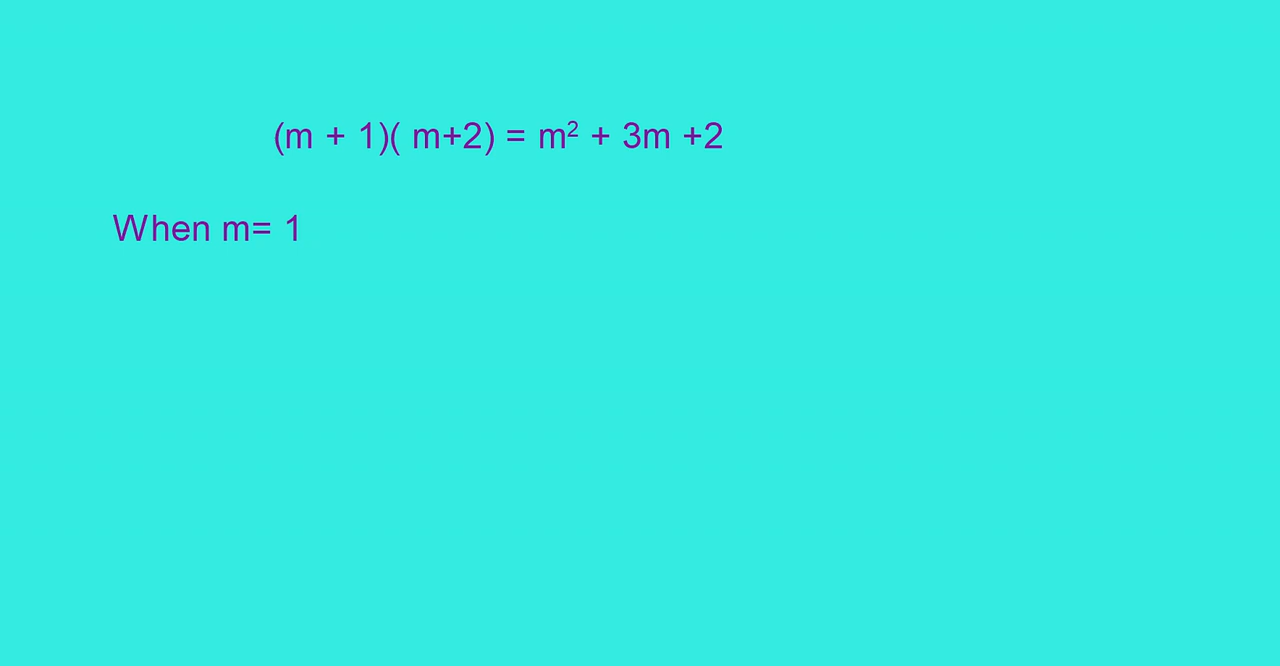 (m + 1)( m+2) = m² + 3m +2
When m= 1